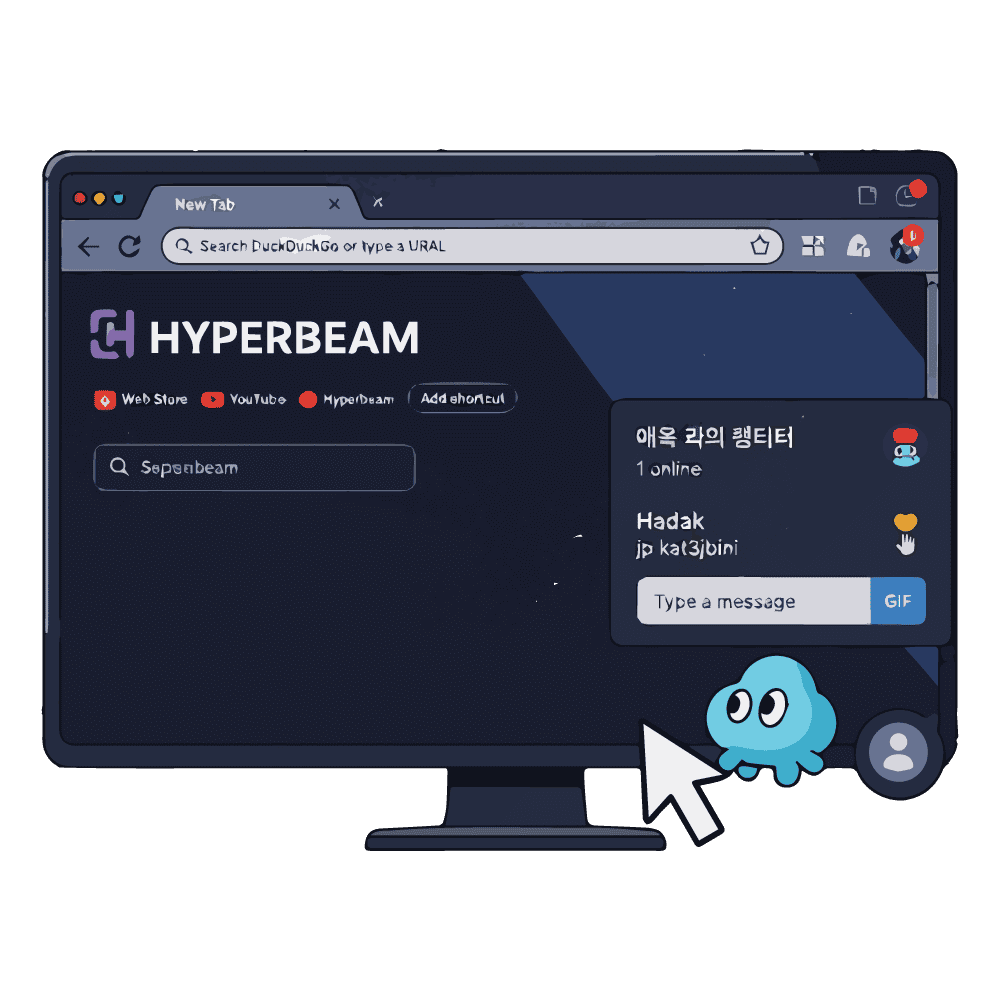 New Tab
Search DuckDuckGo or type a URAL
HYPERBEAM
Web Store YouTube Hyperbeam Add shortcut
Sepenbeam
애옥 라의 랭티터
1 online
Hadak
jp kat3jbini
Type a message GIF